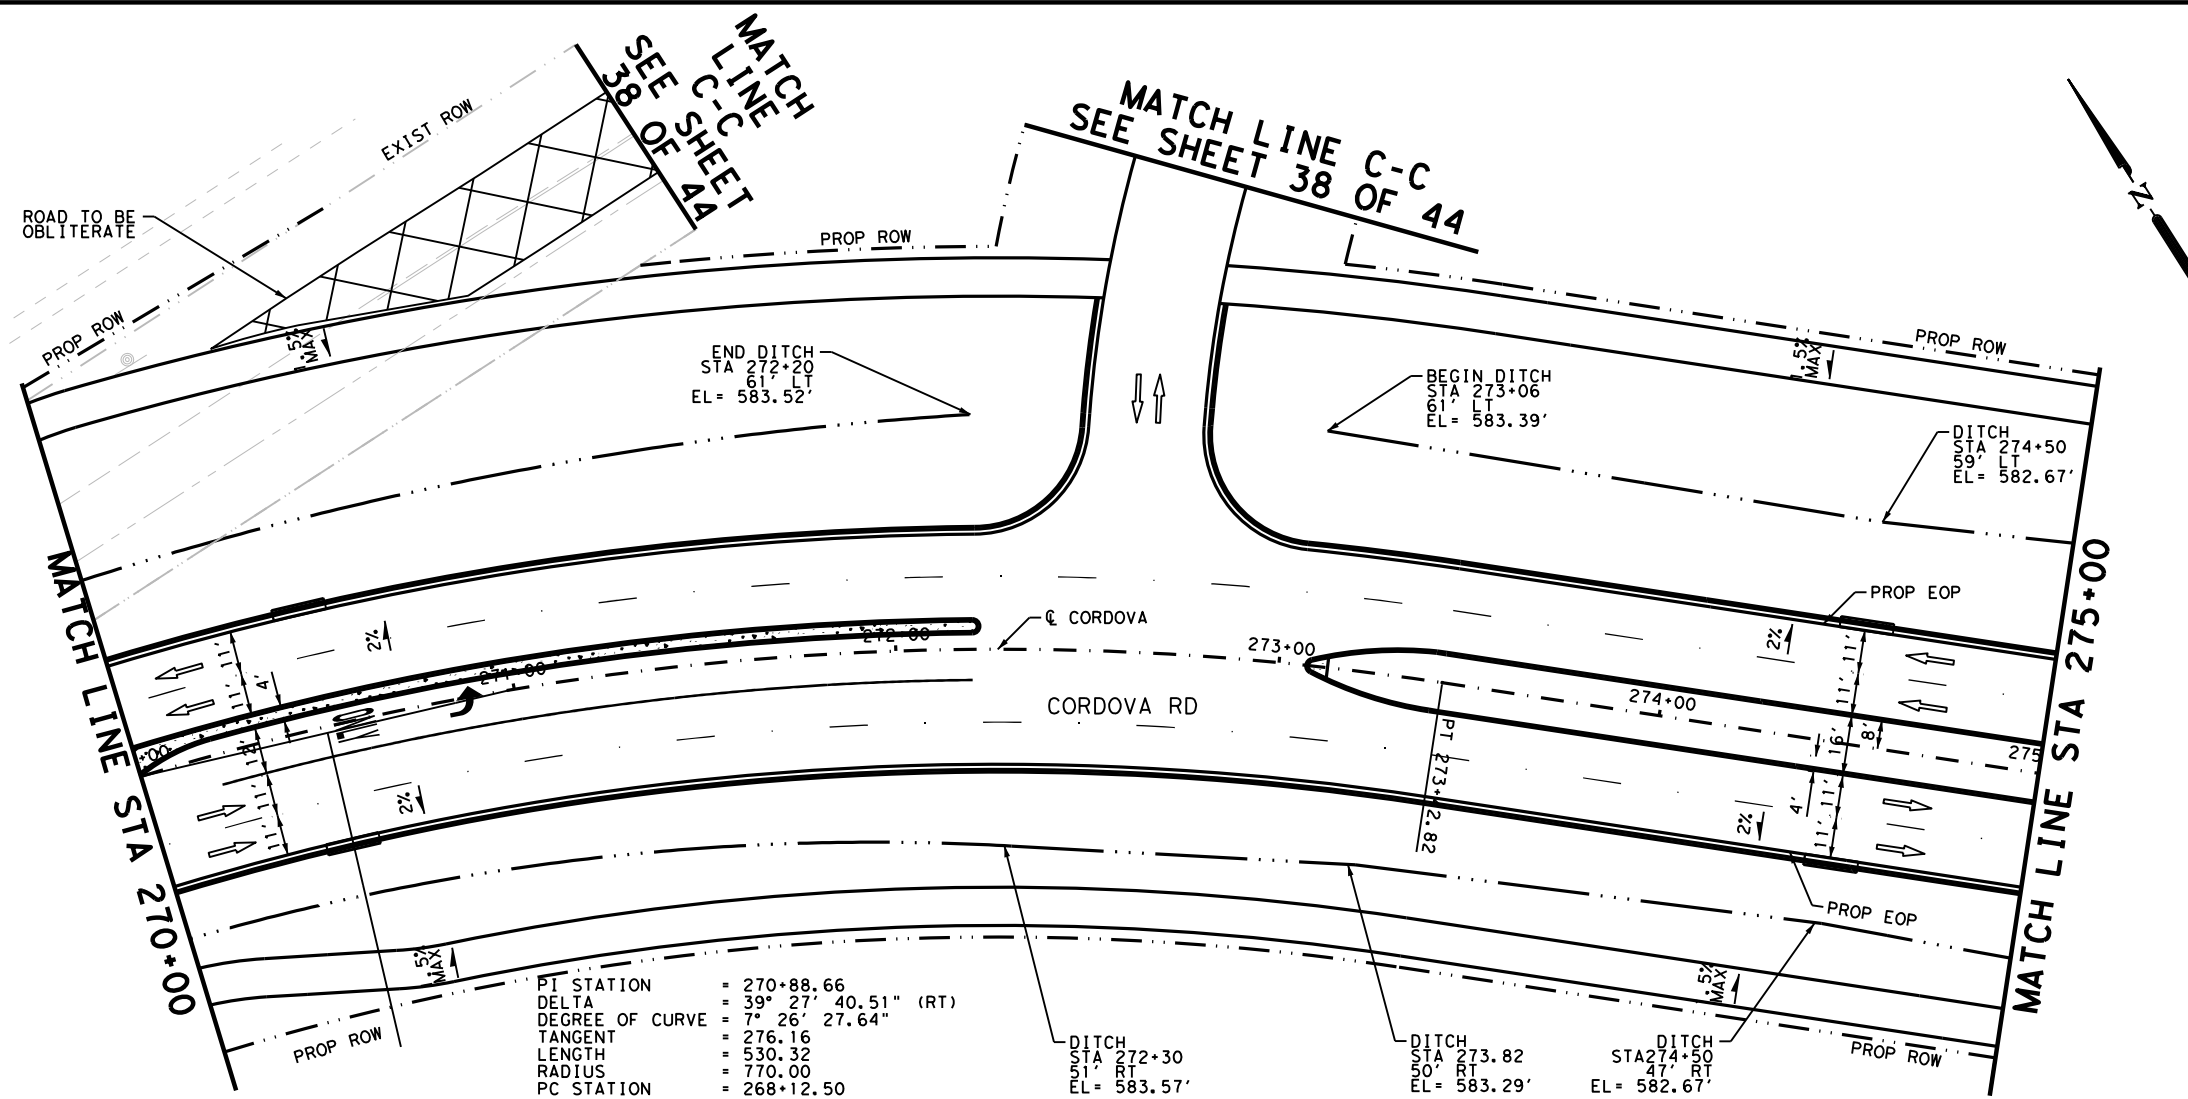 MATCH
LINE
C-C
SEE SHEET
38 OF 44
MATCH LINE C-C
SEE SHEET 38 OF 44
N
EXIST ROW
ROAD TO BE
OBLITERATE
PROP ROW
PROP ROW
PROP ROW
1.5%
MAX
1.5%
MAX
END DITCH
STA 272+20
61' LT
EL= 583.52'
BEGIN DITCH
STA 273+06
61' LT
EL= 583.39'
DITCH
STA 274+50
59' LT
EL= 582.67'
MATCH LINE STA 270+00
MATCH LINE STA 275+00
PROP EOP
℄ CORDOVA
2%
2%
11'
11'
4'
12'
11'
11'
+00
271+00
272+00
273+00
274+00
275
CORDOVA RD
11'
11'
16'
8'
4'
11'
11'
2%
2%
PT 273+42.82
PROP EOP
.5%
MAX
.5%
MAX
PROP ROW
PROP ROW
PI STATION = 270+88.66
DELTA = 39° 27' 40.51" (RT)
DEGREE OF CURVE = 7° 26' 27.64"
TANGENT = 276.16
LENGTH = 530.32
RADIUS = 770.00
PC STATION = 268+12.50
DITCH
STA 272+30
51' RT
EL= 583.57'
DITCH
STA 273.82
50' RT
EL= 583.29'
DITCH
STA274+50
47' RT
EL= 582.67'